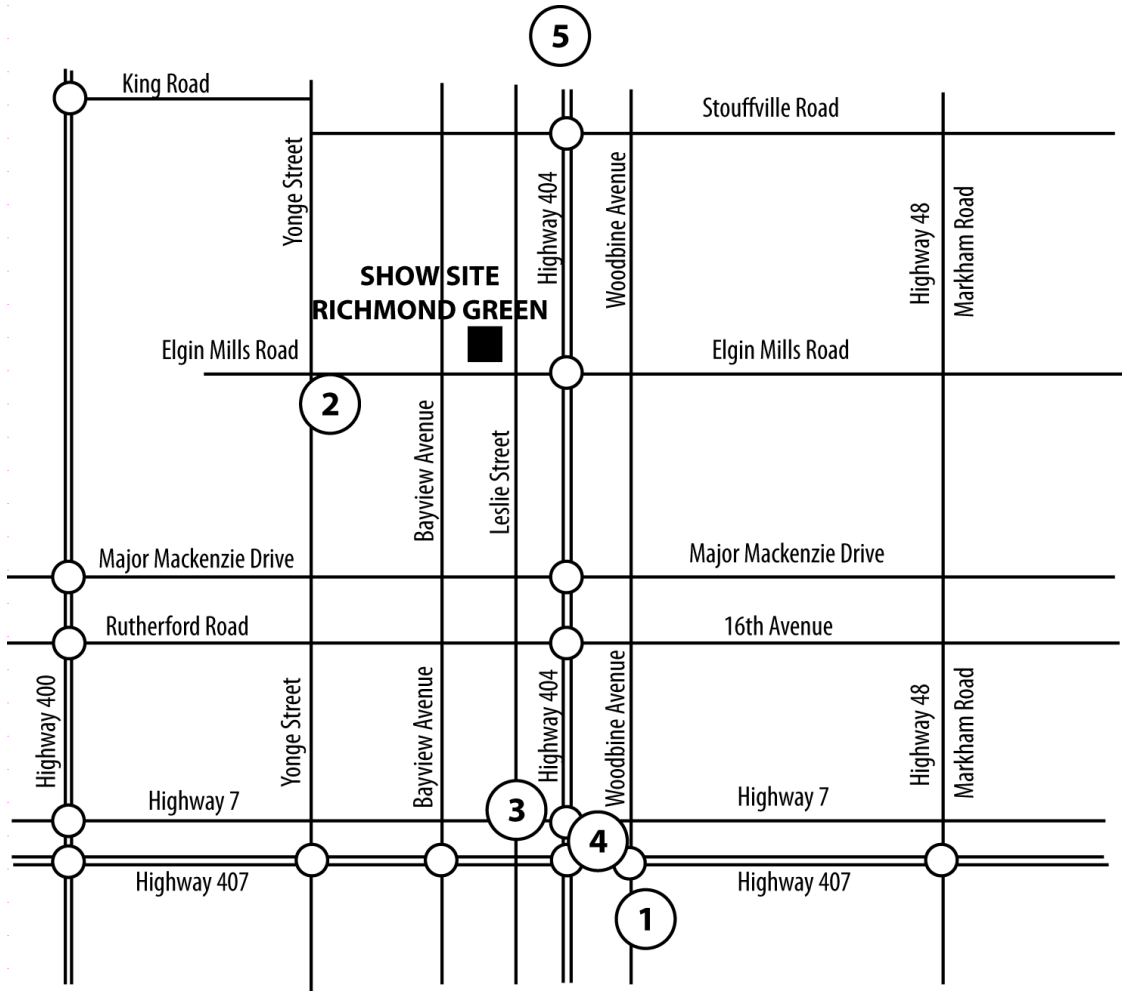 5
King Road
Stouffville Road
Yonge Street
Highway 404
Woodbine Avenue
Highway 48
Markham Road
SHOW SITE
RICHMOND GREEN
Elgin Mills Road
Elgin Mills Road
2
Bayview Avenue
Leslie Street
Major Mackenzie Drive
Major Mackenzie Drive
Rutherford Road
16th Avenue
Highway 400
Yonge Street
Bayview Avenue
Highway 404
Woodbine Avenue
Highway 48
Markham Road
Highway 7
3
Highway 7
4
Highway 407
Highway 407
1